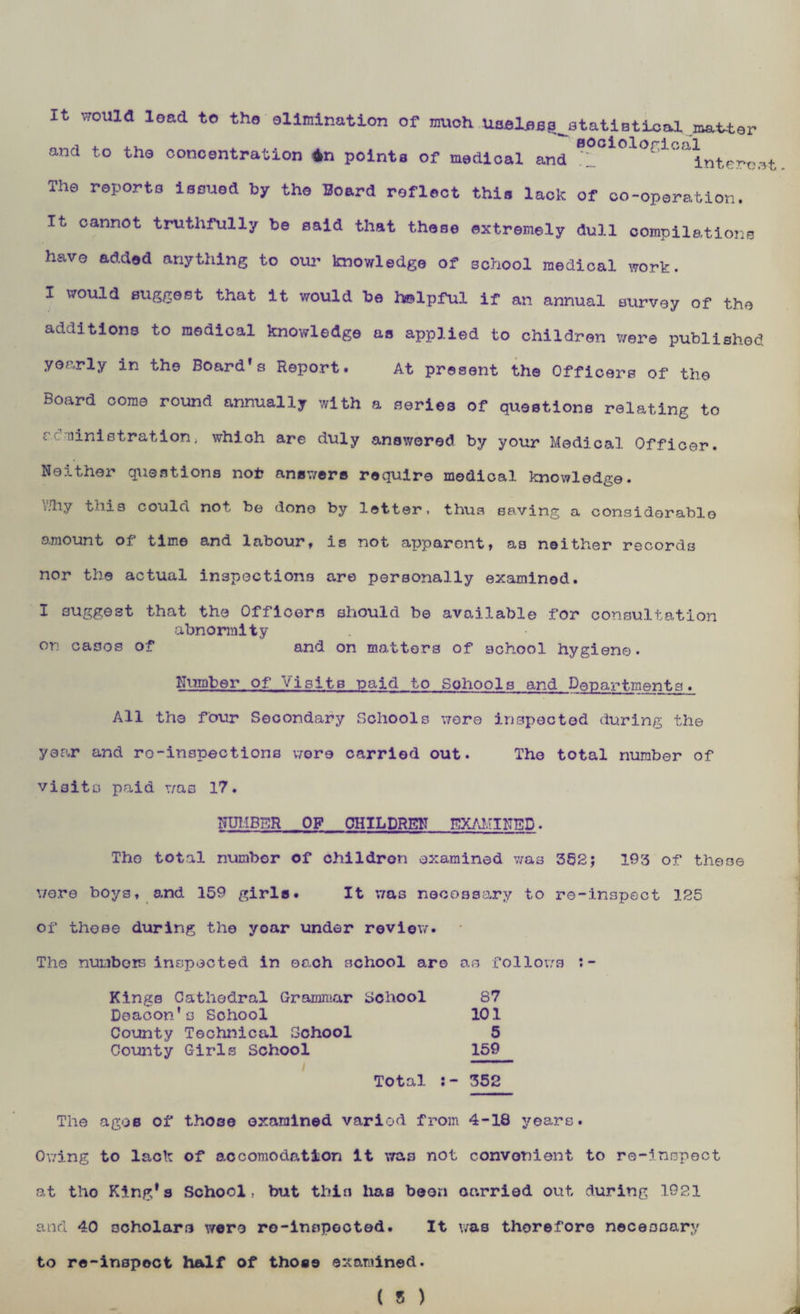 It would lead to the elimination of much useless statistical matter
and to the concentration in points of medical and sociological interest.
The reports issued by the Board reflect this lack of co-operation.
It cannot truthfully be said that these extremely dull compilations
have added anything to our knowledge of school medical work.
I would suggest that it would be helpful if an annual survey of the
additions to medical knowledge as applied to children were published
yearly in the Board's Report. At present the Officers of the
Board come round annually with a series of questions relating to
administration, which are duly answered by your Medical Officer.
Neither questions nor answers require medical knowledge.
Why this could not be done by letter, thus saving a considerable
amount of time and labour, is not apparent, as neither records
nor the actual inspections are personally examined.
I suggest that the Officers should be available for consultation
on cases of abnormity and on matters of school hygiene.
Number of Visits paid to Schools and Departments.
All the four Secondary Schools were inspected during the
year and re-inspections were carried out. The total number of
visits paid was 17.
NUMBER OF CHILDREN EXAMINED.
The total number of children examined was 352; 193 of these
were boys, and 159 girls. It was necessary to re-inspect 125
of these during the year under review.
The numbers inspected in each school are as follows :-
Kings Cathedral Grammar School 87
Deacon's School 101
County Technical School 5
County Girls School 159
Total :- 352
The ages of those examined varied from 4-18 years.
Owing to lack of accomodation it was not convenient to re-inspect
at the King's School, but this has been carried out during 1921
and 40 scholars were re-inspected. It was therefore necessary
to re-inspect half of those examined.
( 5 )